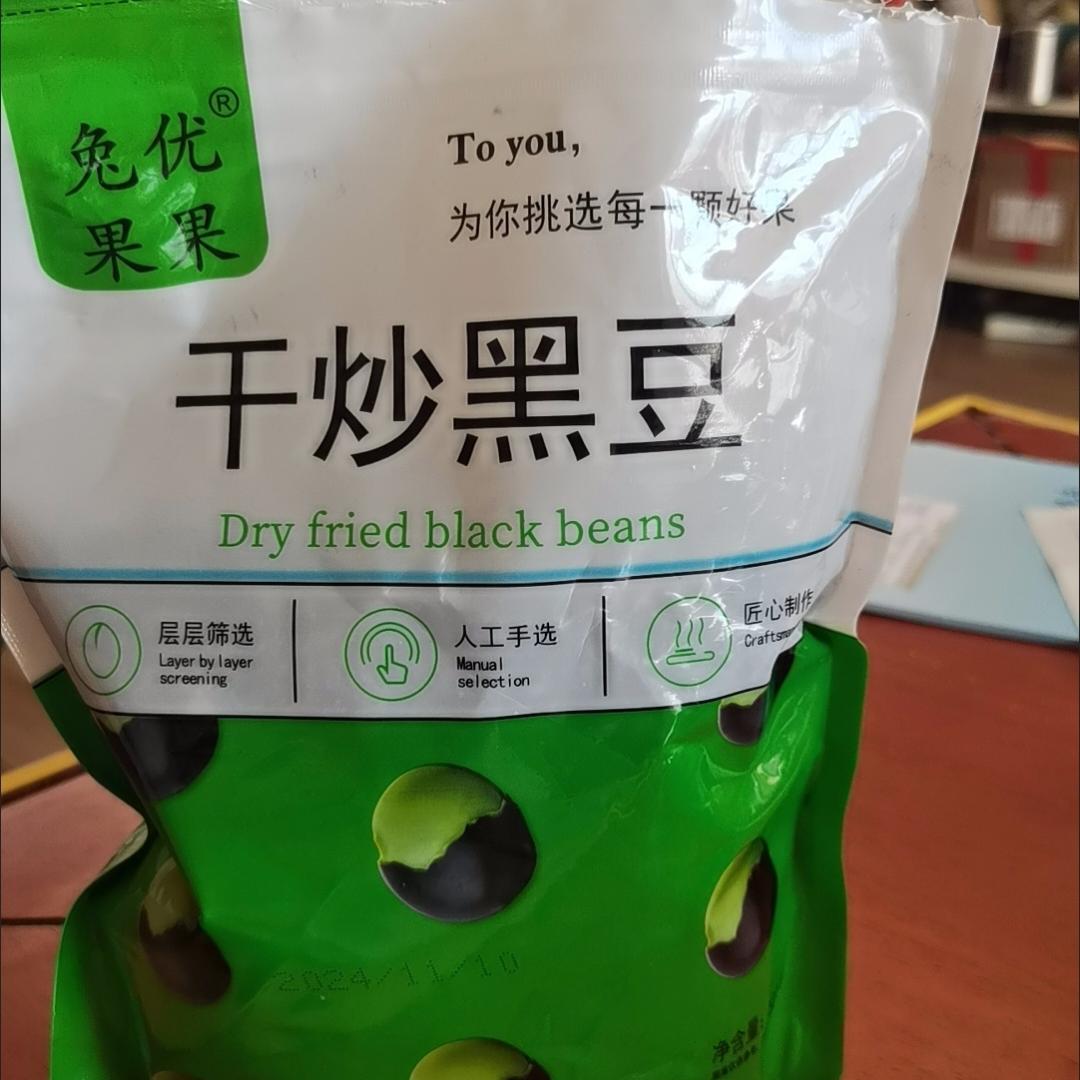 兔优®
果果
To you,
为你挑选每一颗好果
干炒黑豆
Dry fried black beans
层层筛选
Layer by layer
screening
人工手选
Manual
selection
匠心制作
2024/11/10
净含量: